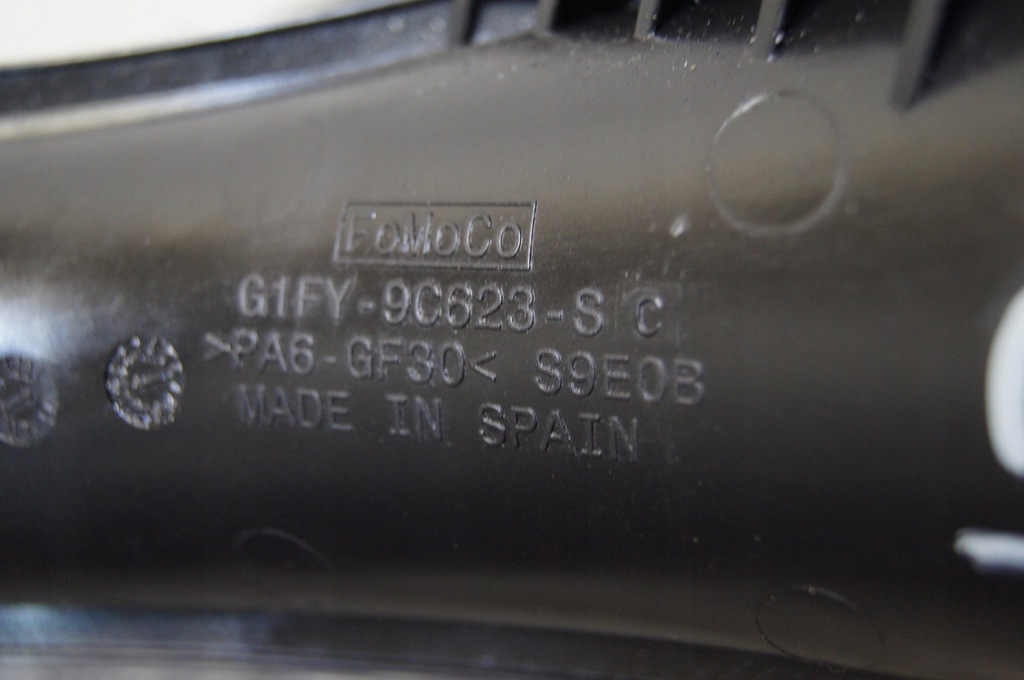 FoMoCo
G1FY-9C623-S C
>PA6-GF30< S9E0B
MADE IN SPAIN